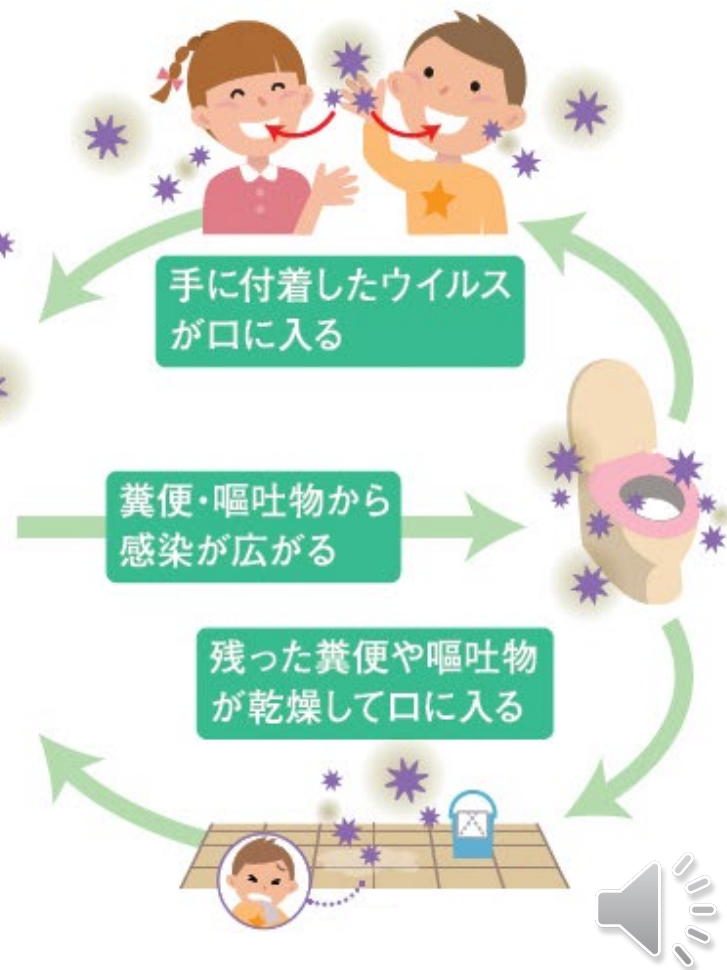 手に付着したウイルス
が口に入る
糞便・嘔吐物から
感染が広がる
残った糞便や嘔吐物
が乾燥して口に入る